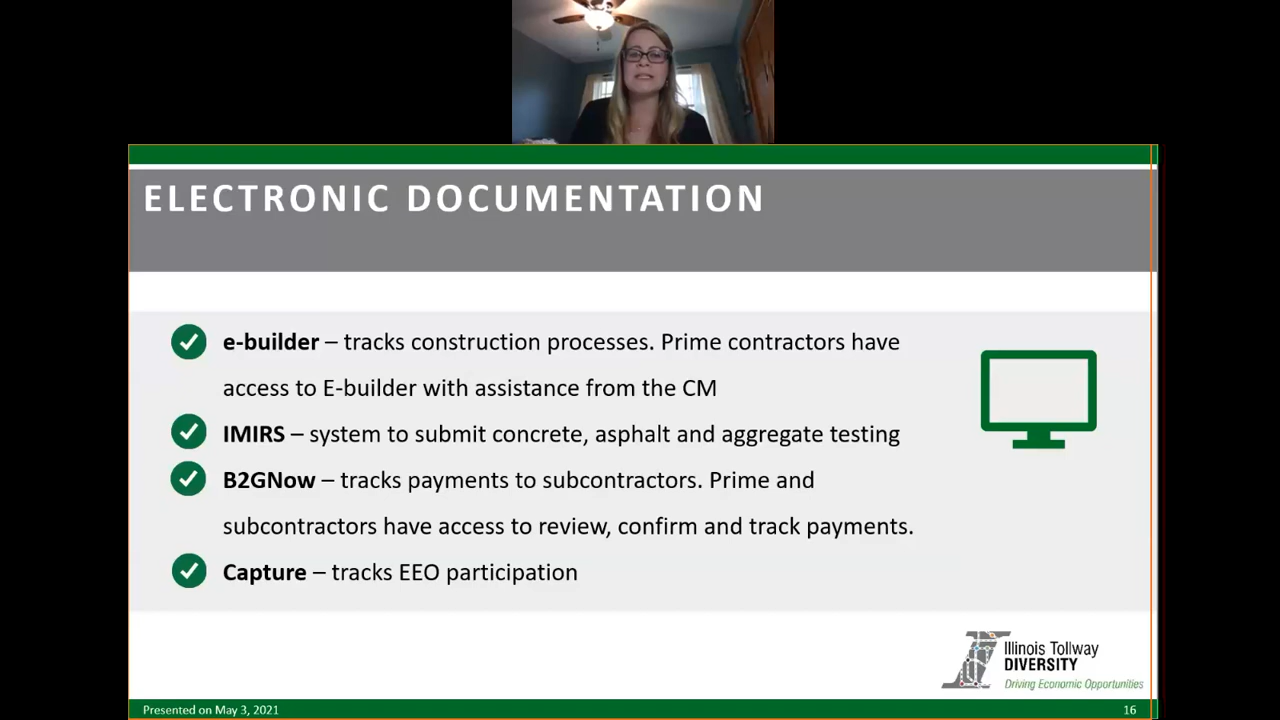 ELECTRONIC DOCUMENTATION
e-builder – tracks construction processes. Prime contractors have
access to E-builder with assistance from the CM
IMIRS – system to submit concrete, asphalt and aggregate testing
B2GNow – tracks payments to subcontractors. Prime and
subcontractors have access to review, confirm and track payments.
Capture – tracks EEO participation
Illinois Tollway
DIVERSITY
Driving Economic Opportunities
Presented on May 3, 2021
16